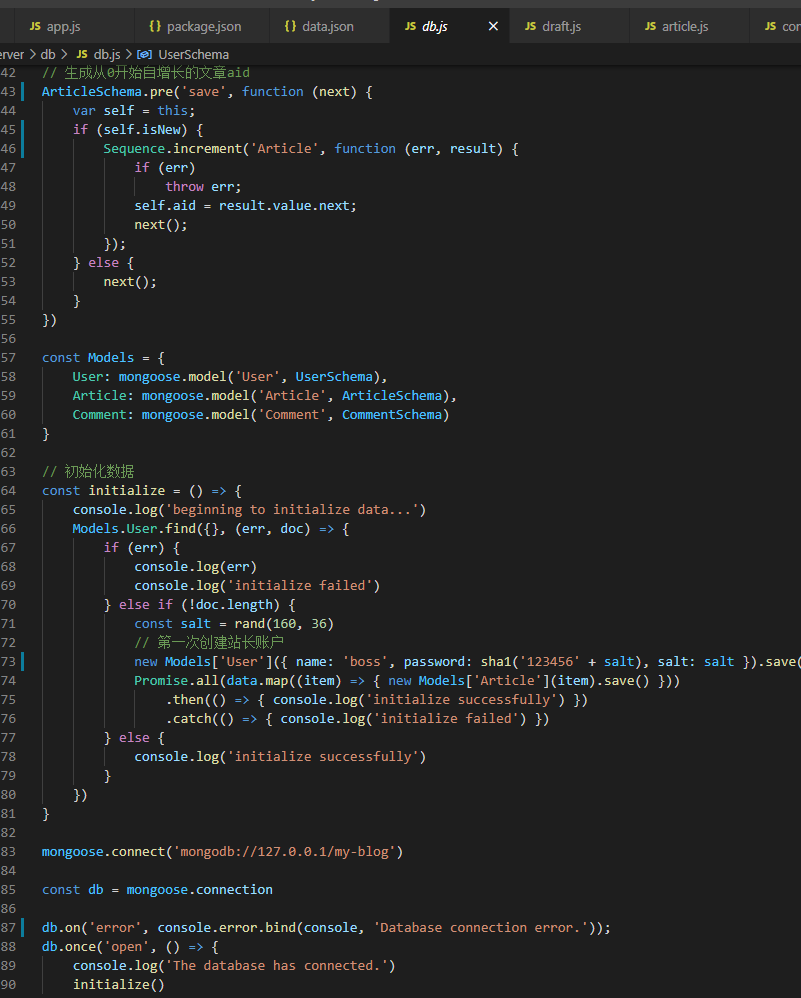 JS app.js {} package.json {} data.json JS db.js × JS draft.js JS article.js JS con
erver > db > JS db.js > UserSchema
42 // 生成从0开始自增长的文章aid
43 ArticleSchema.pre('save', function (next) {
44 var self = this;
45 if (self.isNew) {
46 Sequence.increment('Article', function (err, result) {
47 if (err)
48 throw err;
49 self.aid = result.value.next;
50 next();
51 });
52 } else {
53 next();
54 }
55 })
56
57 const Models = {
58 User: mongoose.model('User', UserSchema),
59 Article: mongoose.model('Article', ArticleSchema),
60 Comment: mongoose.model('Comment', CommentSchema)
61 }
62
63 // 初始化数据
64 const initialize = () => {
65 console.log('beginning to initialize data...')
66 Models.User.find({}, (err, doc) => {
67 if (err) {
68 console.log(err)
69 console.log('initialize failed')
70 } else if (!doc.length) {
71 const salt = rand(160, 36)
72 // 第一次创建站长账户
73 new Models['User']({ name: 'boss', password: sha1('123456' + salt), salt: salt }).save(
74 Promise.all(data.map((item) => { new Models['Article'](item).save() }))
75 .then(() => { console.log('initialize successfully') })
76 .catch(() => { console.log('initialize failed') })
77 } else {
78 console.log('initialize successfully')
79 }
80 })
81 }
82
83 mongoose.connect('mongodb://127.0.0.1/my-blog')
84
85 const db = mongoose.connection
86
87 db.on('error', console.error.bind(console, 'Database connection error.'));
88 db.once('open', () => {
89 console.log('The database has connected.')
90 initialize()